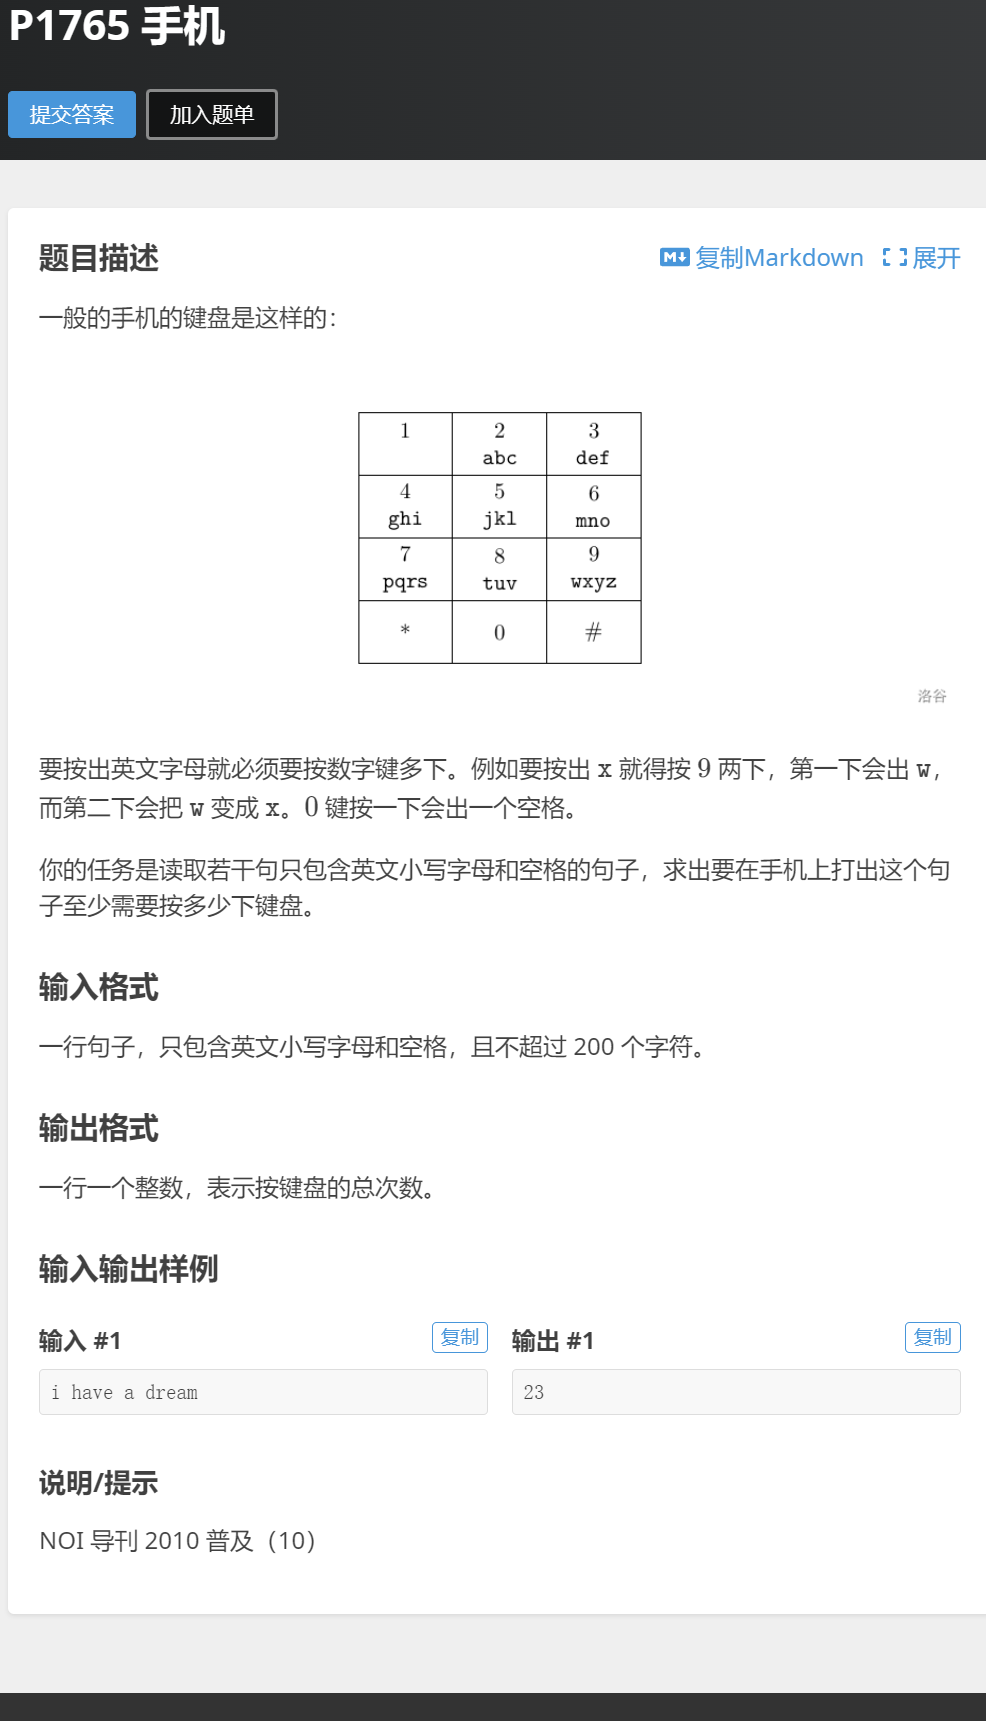 P1765 手机
提交答案 加入题单
题目描述 复制Markdown 展开
一般的手机的键盘是这样的：
1 2 3
abc def
4 5 6
ghi jkl mno
7 8 9
pqrs tuv wxyz
* 0 #
洛谷
要按出英文字母就必须要按数字键多下。例如要按出 x 就得按 9 两下，第一下会出 w，
而第二下会把 w 变成 x。0 键按一下会出一个空格。
你的任务是读取若干句只包含英文小写字母和空格的句子，求出要在手机上打出这个句
子至少需要按多少下键盘。
输入格式
一行句子，只包含英文小写字母和空格，且不超过 200 个字符。
输出格式
一行一个整数，表示按键盘的总次数。
输入输出样例
输入 #1 复制 输出 #1 复制
i have a dream 23
说明/提示
NOI 导刊 2010 普及（10）